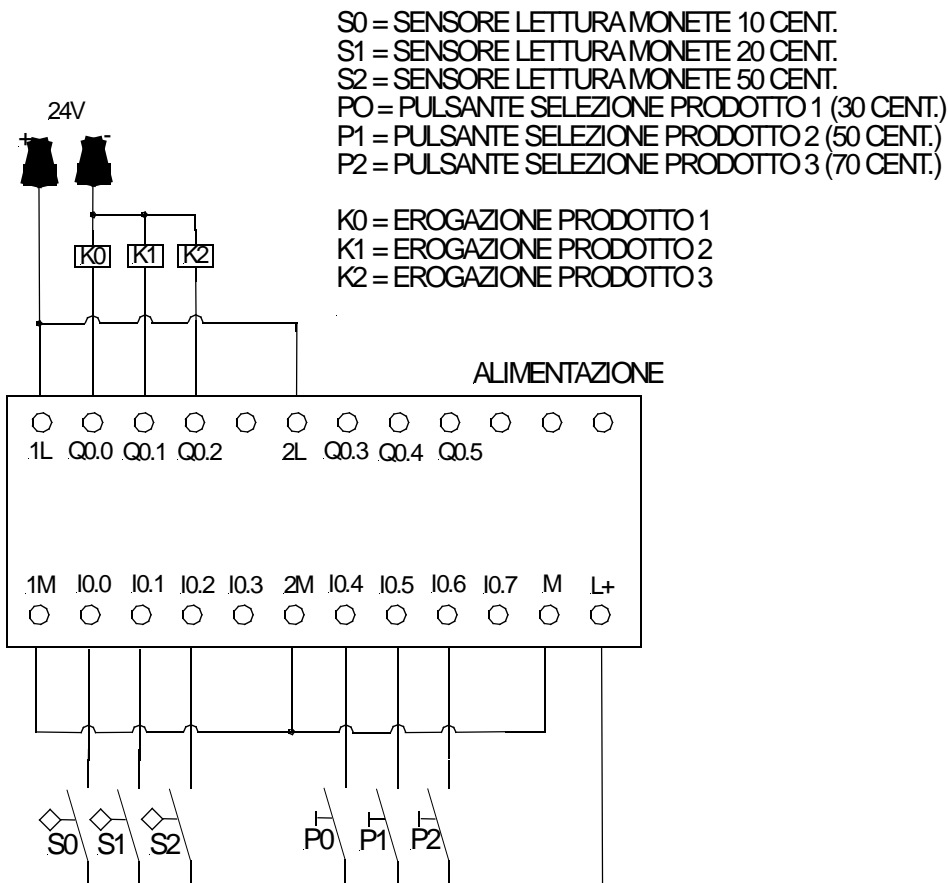 S0 = SENSORE LETTURA MONETE 10 CENT.
S1 = SENSORE LETTURA MONETE 20 CENT.
S2 = SENSORE LETTURA MONETE 50 CENT.
PO = PULSANTE SELEZIONE PRODOTTO 1 (30 CENT.)
P1 = PULSANTE SELEZIONE PRODOTTO 2 (50 CENT.)
P2 = PULSANTE SELEZIONE PRODOTTO 3 (70 CENT.)
K0 = EROGAZIONE PRODOTTO 1
K1 = EROGAZIONE PRODOTTO 2
K2 = EROGAZIONE PRODOTTO 3
24V
+ -
K0 K1 K2
ALIMENTAZIONE
1L Q0.0 Q0.1 Q0.2 2L Q0.3 Q0.4 Q0.5
1M I0.0 I0.1 I0.2 I0.3 2M I0.4 I0.5 I0.6 I0.7 M L+
S0 S1 S2 P0 P1 P2